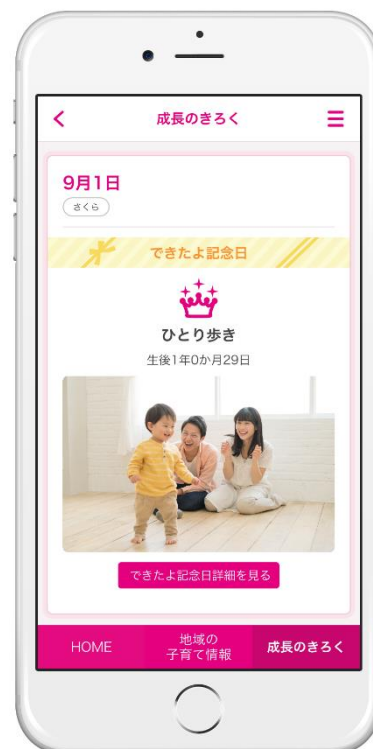 成長のきろく
9月1日
さくら
できたよ記念日
ひとり歩き
生後1年0か月29日
できたよ記念日詳細を見る
HOME
地域の
子育て情報
成長のきろく